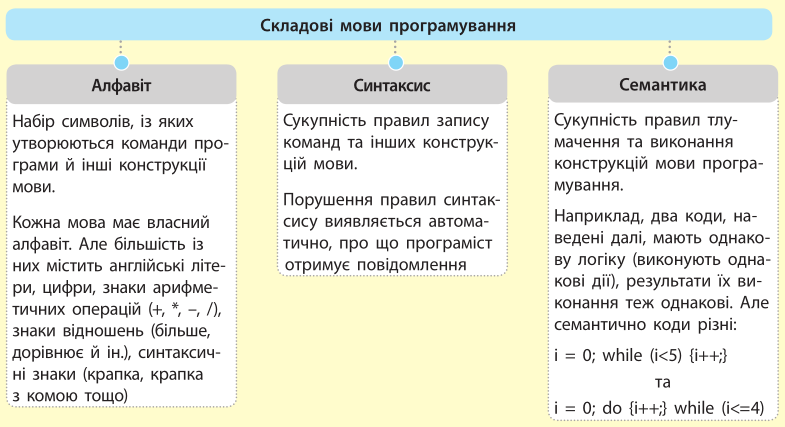 Складові мови програмування
Алфавіт
Набір символів, із яких
утворюються команди про-
грами й інші конструкції
мови.
Кожна мова має власний
алфавіт. Але більшість із
них містить англійські літе-
ри, цифри, знаки арифме-
тичних операцій (+, *, –, /),
знаки відношень (більше,
дорівнює й ін.), синтаксич-
ні знаки (крапка, крапка
з комою тощо)
Синтаксис
Сукупність правил запису
команд та інших конструк-
цій мови.
Порушення правил синтак-
сису виявляється автома-
тично, про що програміст
отримує повідомлення
Семантика
Сукупність правил тлу-
мачення та виконання
конструкцій мови програ-
мування.
Наприклад, два коди, на-
ведені далі, мають однако-
ву логіку (виконують одна-
кові дії), результати їх ви-
конання теж однакові. Але
семантично коди різні:
i = 0; while (i<5) {i++;}
та
i = 0; do {i++;} while (i<=4)